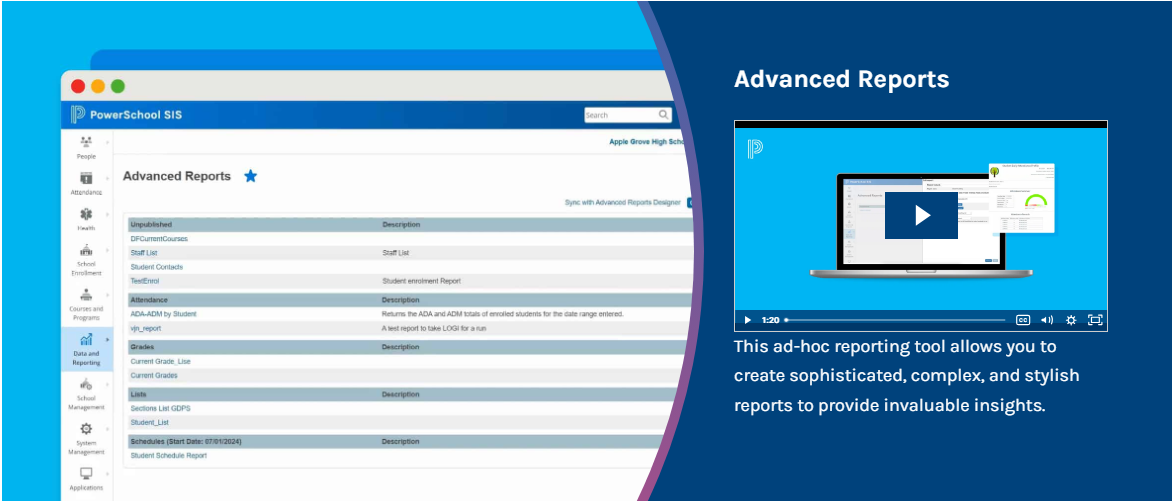 PowerSchool SIS
Search
Apple Grove High Scho
People
Attendance
Health
School
Enrollment
Courses and
Programs
Data and
Reporting
School
Management
System
Management
Applications
Advanced Reports
Sync with Advanced Reports Designer
Unpublished Description
DFCurrentCourses
Staff List Staff List
Student Contacts
TestEnrol Student enrolment Report
Attendance Description
ADA-ADM by Student Returns the ADA and ADM totals of enrolled students for the date range entered.
vjn_report A test report to take LOGI for a run
Grades Description
Current Grade_Lise
Current Grades
Lists Description
Sections List GDPS
Student_List
Schedules (Start Date: 07/01/2024) Description
Student Schedule Report
Advanced Reports
1:20
CC
This ad-hoc reporting tool allows you to
create sophisticated, complex, and stylish
reports to provide invaluable insights.